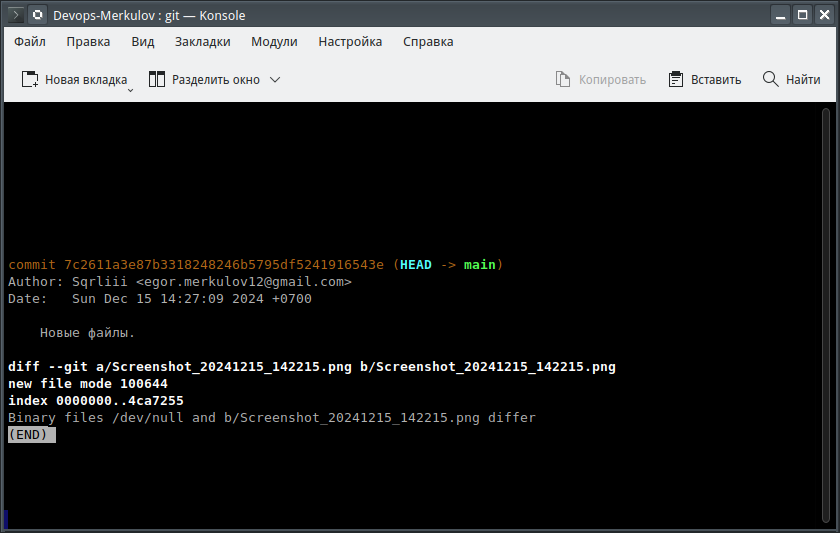 Devops-Merkulov : git — Konsole
Файл Правка Вид Закладки Модули Настройка Справка
Новая вкладка Разделить окно Копировать Вставить Найти
commit 7c2611a3e87b3318248246b5795df5241916543e (HEAD -> main)
Author: Sqrliii <egor.merkulov12@gmail.com>
Date:   Sun Dec 15 14:27:09 2024 +0700
Новые файлы.
diff --git a/Screenshot_20241215_142215.png b/Screenshot_20241215_142215.png
new file mode 100644
index 0000000..4ca7255
Binary files /dev/null and b/Screenshot_20241215_142215.png differ
(END)